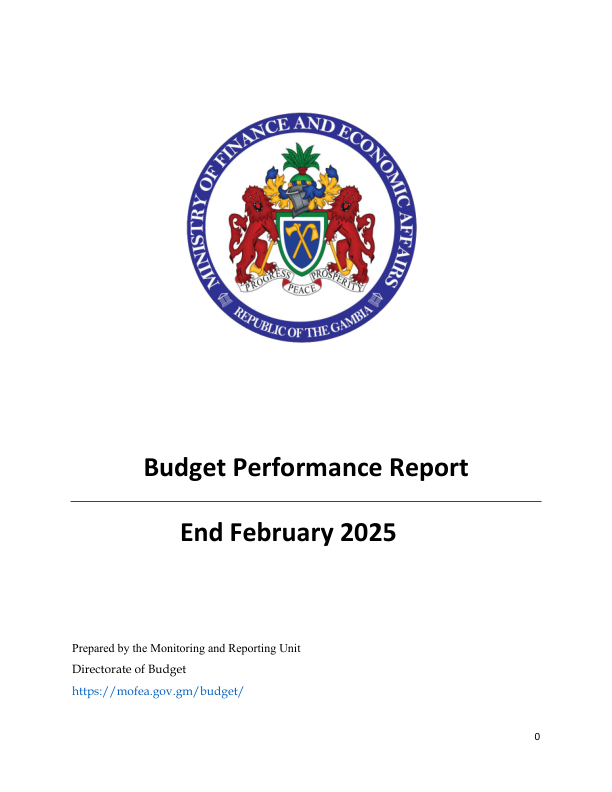 MINISTRY OF FINANCE AND ECONOMIC AFFAIRS
PROGRESS
PEACE
PROSPERITY
REPUBLIC OF THE GAMBIA
Budget Performance Report
End February 2025
Prepared by the Monitoring and Reporting Unit
Directorate of Budget
https://mofea.gov.gm/budget/
0